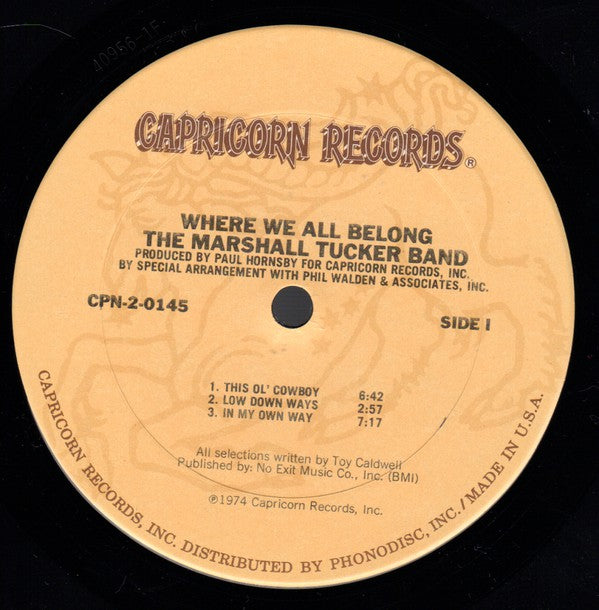 40966-1E
CAPRICORN RECORDS®
WHERE WE ALL BELONG
THE MARSHALL TUCKER BAND
PRODUCED BY PAUL HORNSBY FOR CAPRICORN RECORDS, INC.
BY SPECIAL ARRANGEMENT WITH PHIL WALDEN & ASSOCIATES, INC.
CPN-2-0145
SIDE I
1. THIS OL' COWBOY 6:42
2. LOW DOWN WAYS 2:57
3. IN MY OWN WAY 7:17
All selections written by Toy Caldwell
Published by: No Exit Music Co., Inc. (BMI)
℗1974 Capricorn Records, Inc.
CAPRICORN RECORDS, INC. DISTRIBUTED BY PHONODISC, INC./MADE IN U.S.A.